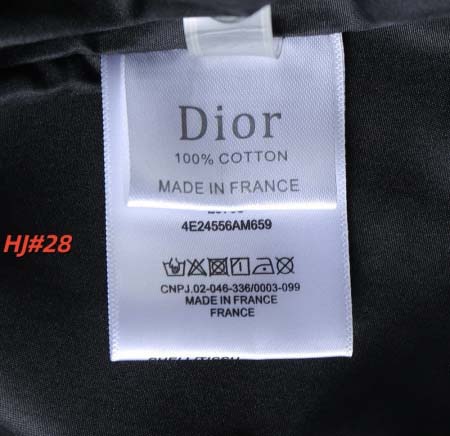 Dior
100% COTTON
MADE IN FRANCE
4E24556AM659
HJ#28
CNPJ.02-046-336/0003-099
MADE IN FRANCE
FRANCE